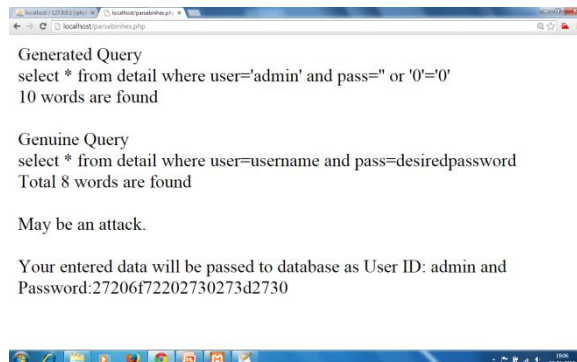 localhost/parsebinhex.php
Generated Query
select * from detail where user='admin' and pass='' or '0'='0'
10 words are found
Genuine Query
select * from detail where user=username and pass=desiredpassword
Total 8 words are found
May be an attack.
Your entered data will be passed to database as User ID: admin and
Password:27206f72202730273d2730
19:06